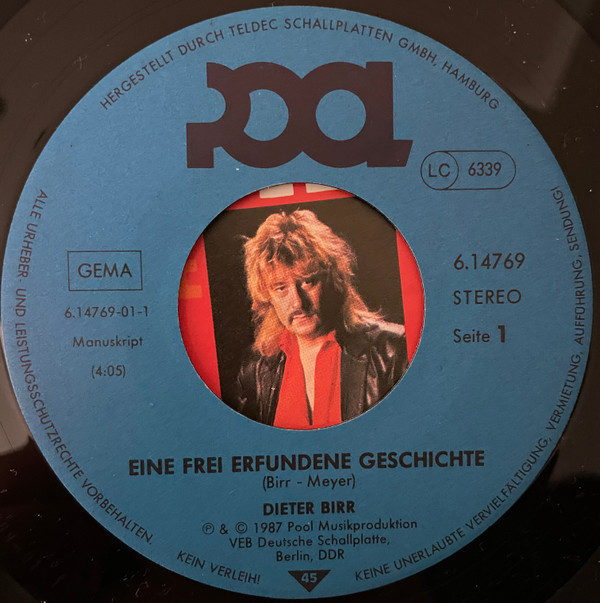 HERGESTELLT DURCH TELDEC SCHALLPLATTEN GMBH, HAMBURG
POOL
LC 6339
GEMA
6.14769-01-1
Manuskript
(4:05)
6.14769
STEREO
Seite 1
EINE FREI ERFUNDENE GESCHICHTE
(Birr - Meyer)
DIETER BIRR
℗ & © 1987 Pool Musikproduktion
VEB Deutsche Schallplatte,
Berlin, DDR
45
ALLE URHEBER- UND LEISTUNGSSCHUTZRECHTE VORBEHALTEN.
KEIN VERLEIH!
KEINE UNERLAUBTE VERVIELFÄLTIGUNG, VERMIETUNG, AUFFÜHRUNG, SENDUNG!